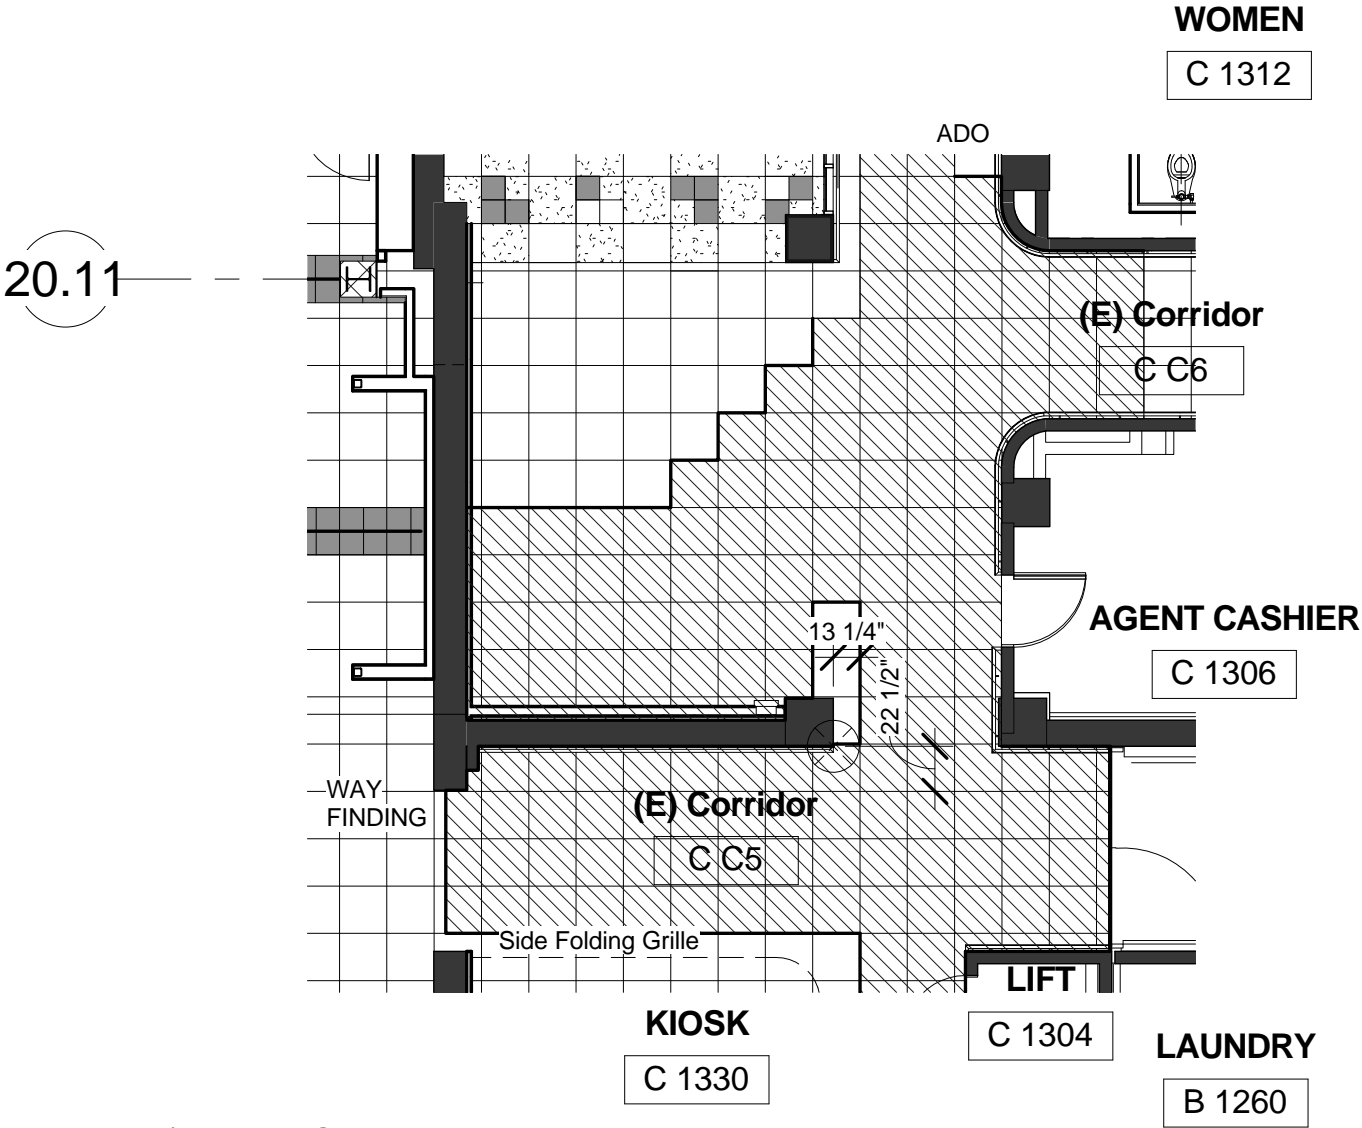 WOMEN
C 1312
ADO
20.11
(E) Corridor
C C6
13 1/4"
22 1/2"
AGENT CASHIER
C 1306
WAY
FINDING
(E) Corridor
C C5
Side Folding Grille
LIFT
C 1304
KIOSK
C 1330
LAUNDRY
B 1260